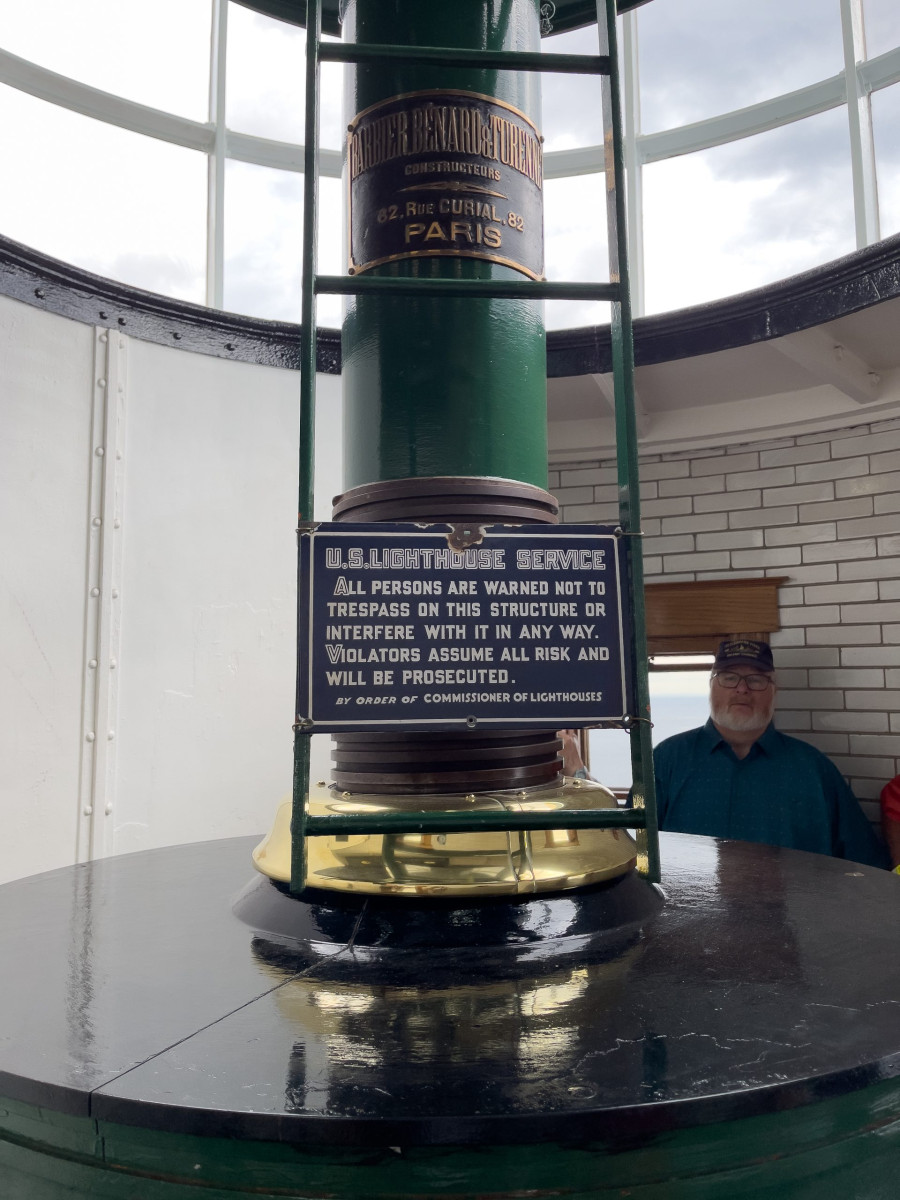 BARBIER, BENARD & TURENNE
CONSTRUCTEURS
82, RUE CURIAL, 82
PARIS
U.S. LIGHTHOUSE SERVICE
ALL PERSONS ARE WARNED NOT TO
TRESPASS ON THIS STRUCTURE OR
INTERFERE WITH IT IN ANY WAY.
VIOLATORS ASSUME ALL RISK AND
WILL BE PROSECUTED.
BY ORDER OF COMMISSIONER OF LIGHTHOUSES